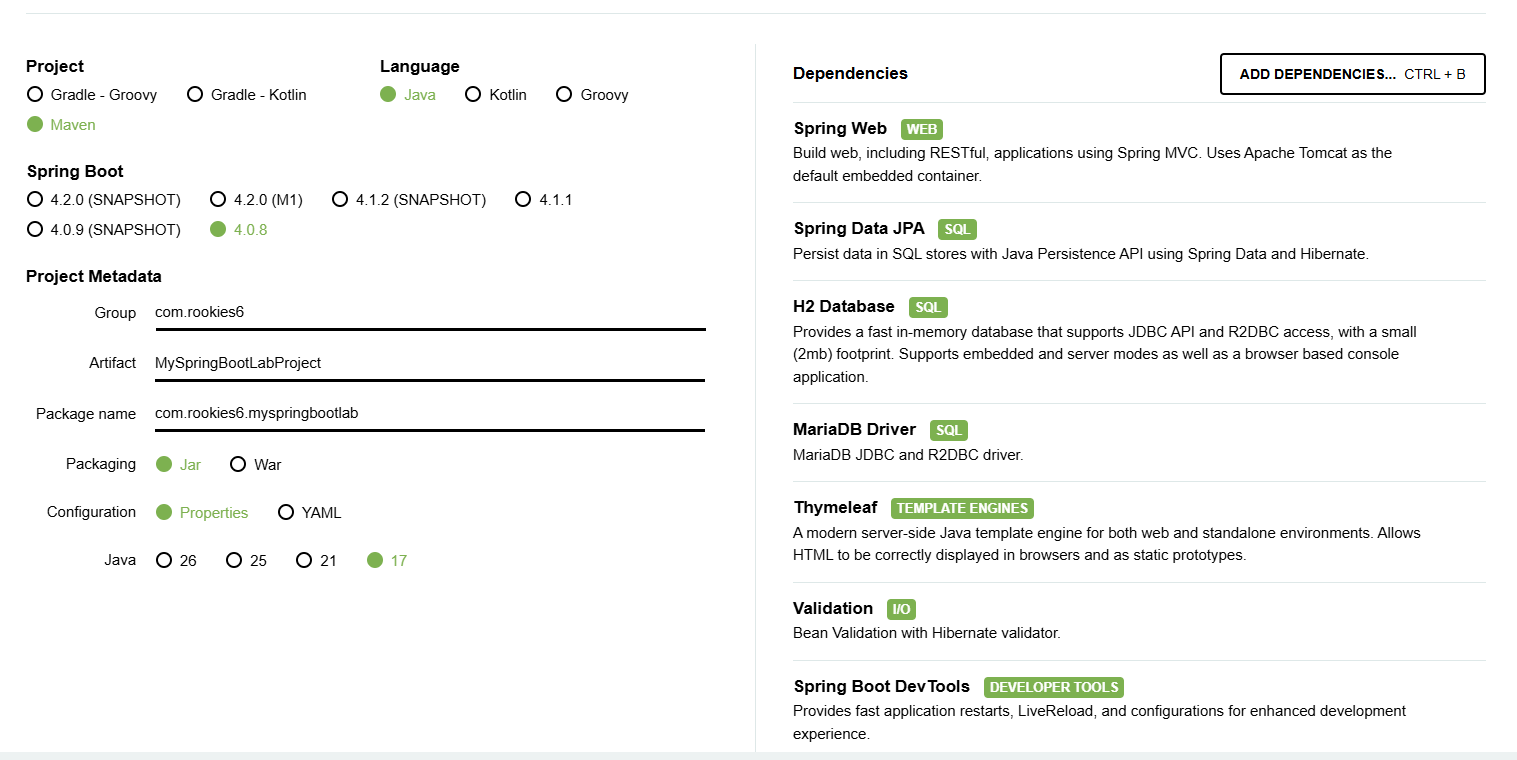 Project
Gradle - Groovy Gradle - Kotlin
Maven
Language
Java Kotlin Groovy
Spring Boot
4.2.0 (SNAPSHOT) 4.2.0 (M1) 4.1.2 (SNAPSHOT) 4.1.1
4.0.9 (SNAPSHOT) 4.0.8
Project Metadata
Group com.rookies6
Artifact MySpringBootLabProject
Package name com.rookies6.myspringbootlab
Packaging Jar War
Configuration Properties YAML
Java 26 25 21 17
Dependencies
ADD DEPENDENCIES... CTRL + B
Spring Web WEB
Build web, including RESTful, applications using Spring MVC. Uses Apache Tomcat as the
default embedded container.
Spring Data JPA SQL
Persist data in SQL stores with Java Persistence API using Spring Data and Hibernate.
H2 Database SQL
Provides a fast in-memory database that supports JDBC API and R2DBC access, with a small
(2mb) footprint. Supports embedded and server modes as well as a browser based console
application.
MariaDB Driver SQL
MariaDB JDBC and R2DBC driver.
Thymeleaf TEMPLATE ENGINES
A modern server-side Java template engine for both web and standalone environments. Allows
HTML to be correctly displayed in browsers and as static prototypes.
Validation I/O
Bean Validation with Hibernate validator.
Spring Boot DevTools DEVELOPER TOOLS
Provides fast application restarts, LiveReload, and configurations for enhanced development
experience.